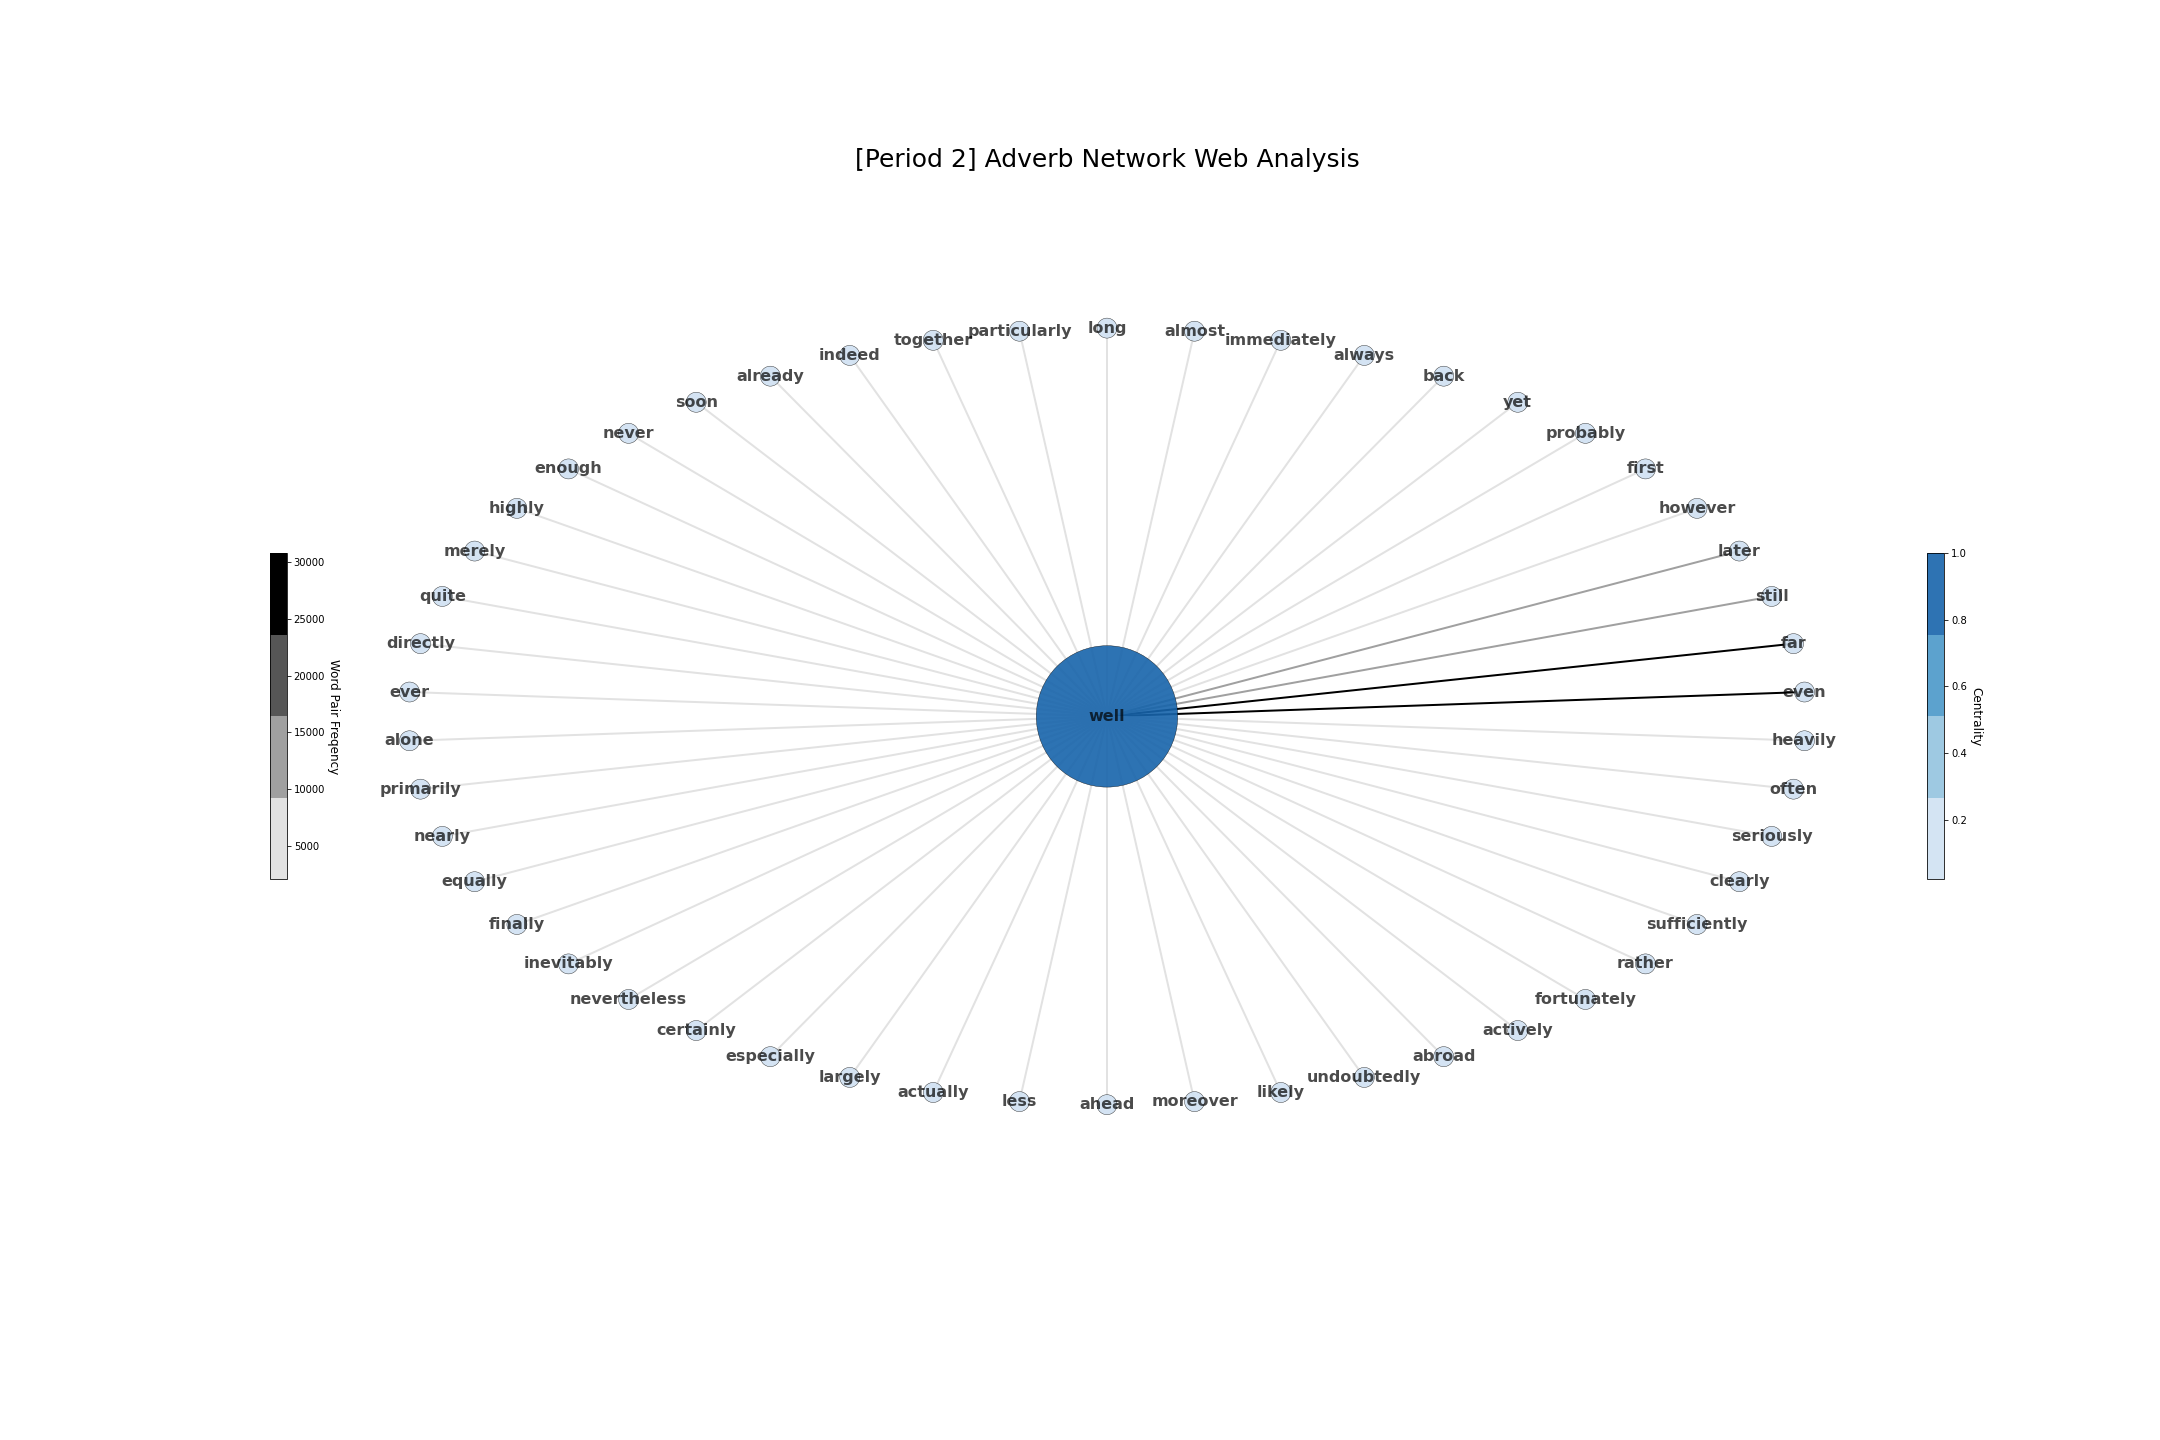 [Period 2] Adverb Network Web Analysis
long
particularly
almost
together
immediately
indeed
always
already
back
soon
yet
never
probably
enough
first
highly
however
merely
later
quite
still
directly
far
ever
even
well
alone
heavily
primarily
often
nearly
seriously
equally
clearly
finally
sufficiently
inevitably
rather
nevertheless
fortunately
certainly
actively
especially
abroad
largely
undoubtedly
actually
likely
less
moreover
ahead
30000
25000
20000
15000
10000
5000
Word Pair Freqency
1.0
0.8
0.6
0.4
0.2
Centrality